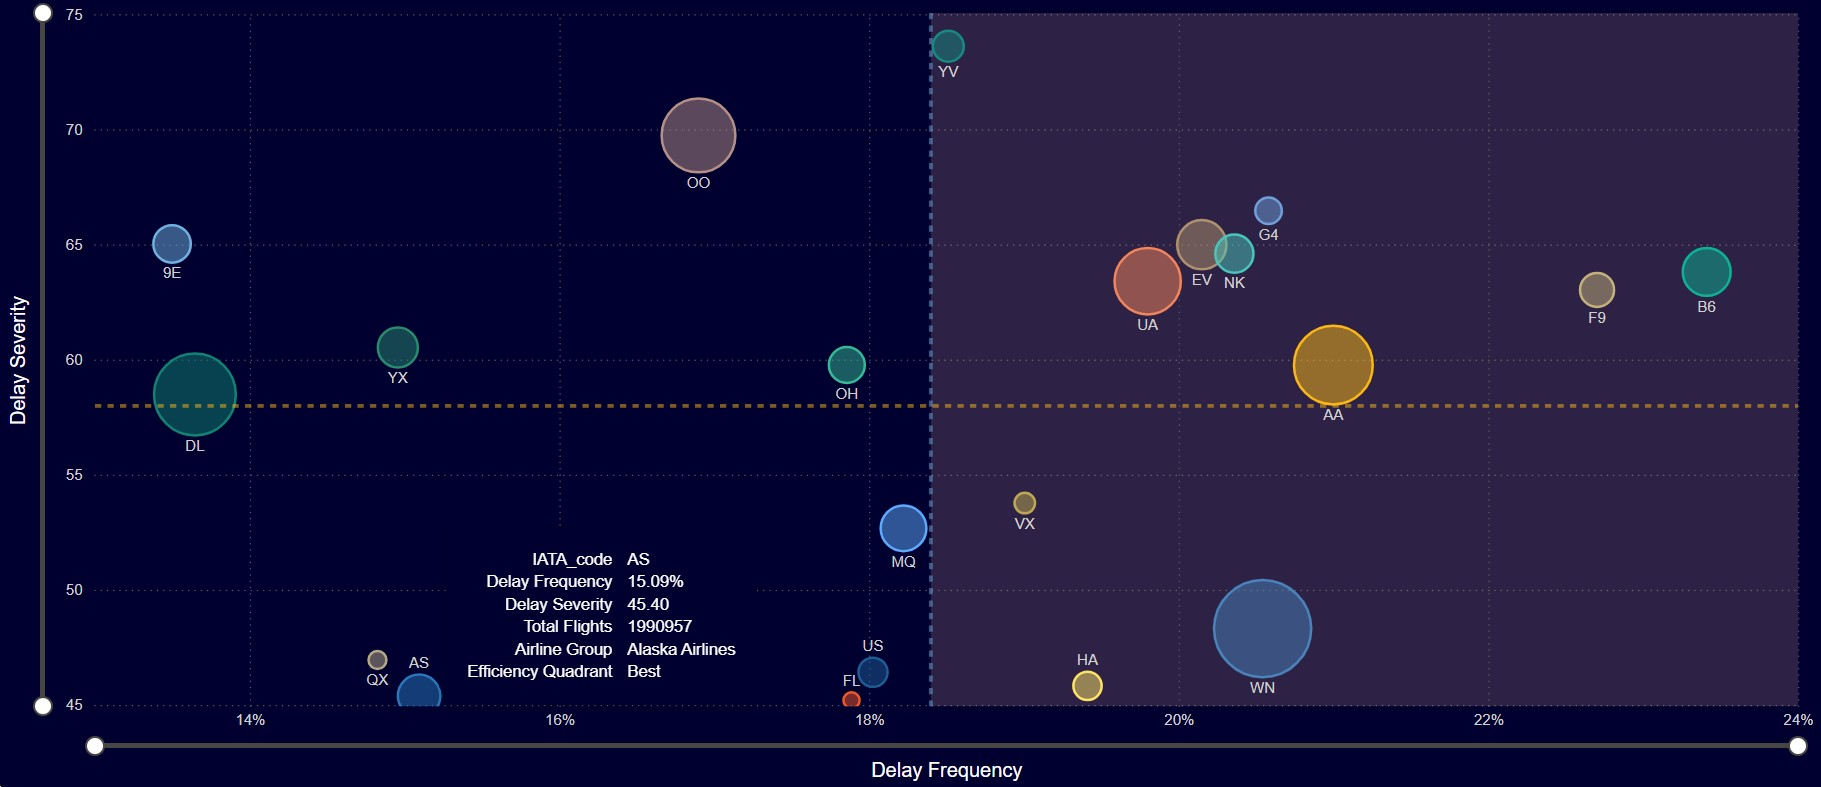 75
YV
70
OO
G4
65
9E
EV
NK
B6
F9
UA
60
YX
OH
AA
DL
55
VX
MQ
IATA_code AS
Delay Frequency 15.09%
50
Delay Severity 45.40
Total Flights 1990957
Airline Group Alaska Airlines
Efficiency Quadrant Best
US
HA
AS
QX
FL
WN
45
14% 16% 18% 20% 22% 24%
Delay Frequency
Delay Severity